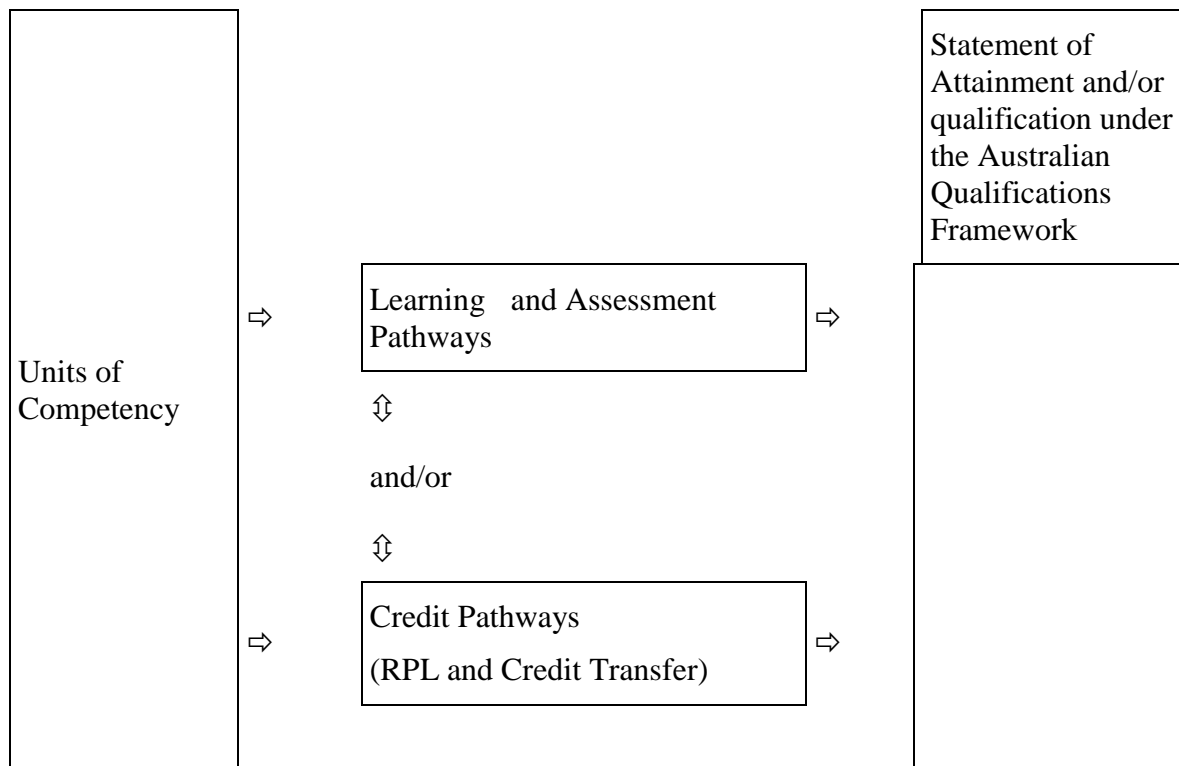 Statement of
Attainment and/or
qualification under
the Australian
Qualifications
Framework
⇨
Learning and Assessment
Pathways
⇨
Units of
Competency
⇳
and/or
⇳
⇨
Credit Pathways
(RPL and Credit Transfer)
⇨